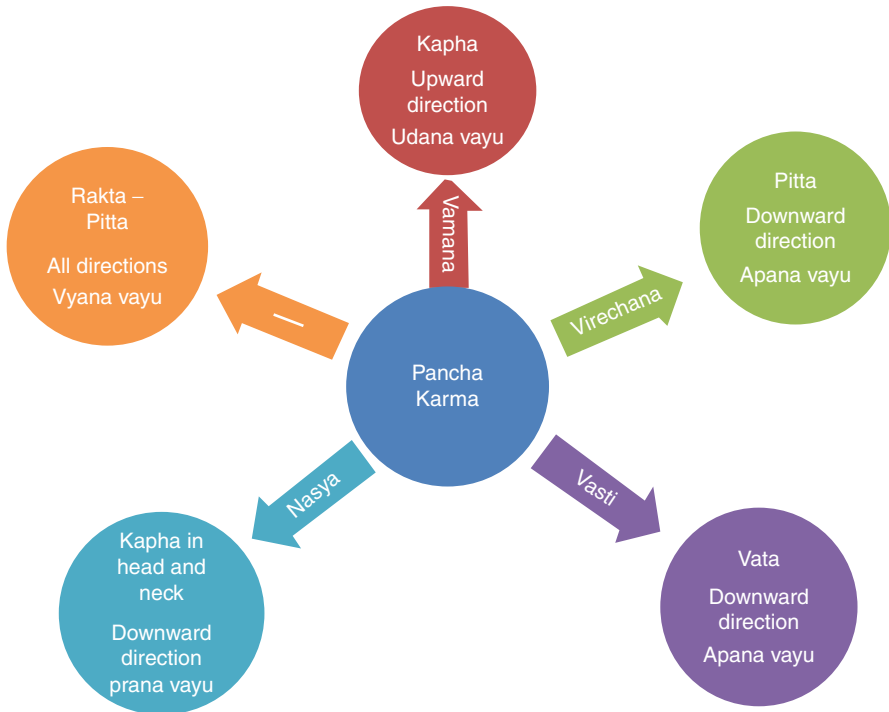 Kapha
Upward
direction
Udana vayu
Vamana
Pitta
Downward
direction
Apana vayu
Virechana
Rakta –
Pitta
All directions
Vyana vayu
—
Pancha
Karma
Vasti
Vata
Downward
direction
Apana vayu
Nasya
Kapha in
head and
neck
Downward
direction
prana vayu